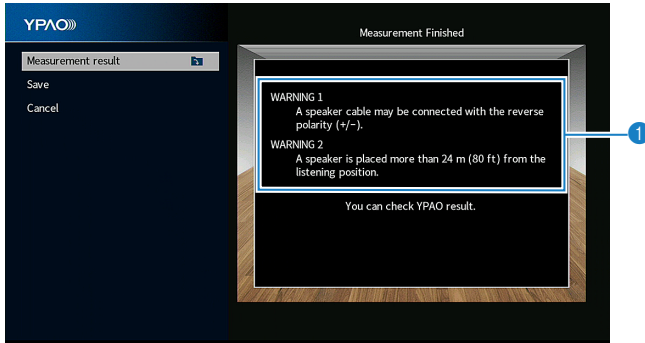 YPAO
Measurement Finished
Measurement result
Save
Cancel
WARNING 1
A speaker cable may be connected with the reverse
polarity (+/-).
WARNING 2
A speaker is placed more than 24 m (80 ft) from the
listening position.
You can check YPAO result.
1